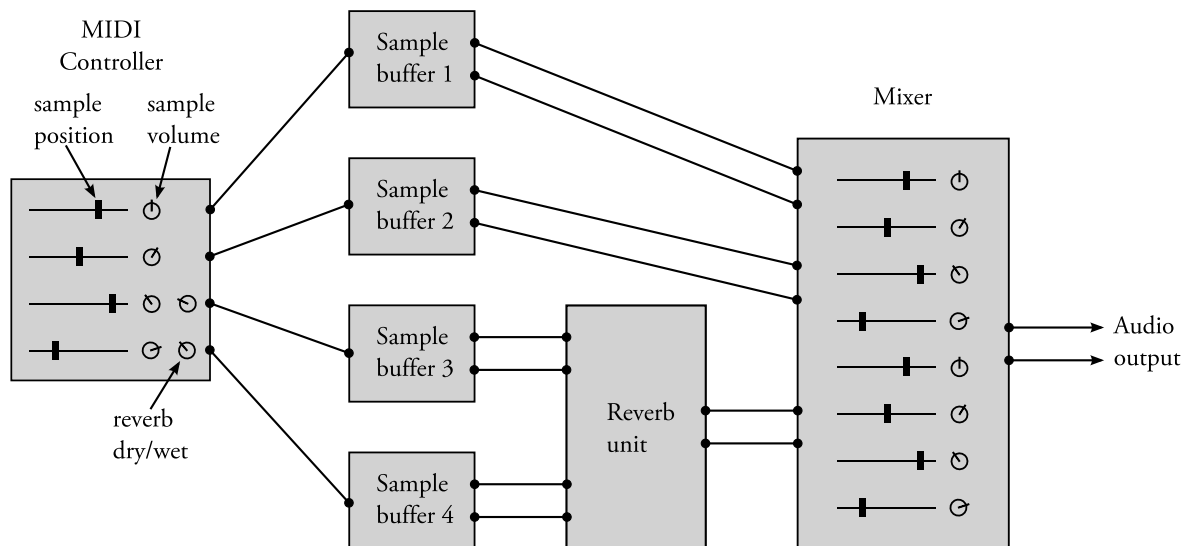 MIDI
Controller
sample
position
sample
volume
reverb
dry/wet
Sample
buffer 1
Sample
buffer 2
Sample
buffer 3
Sample
buffer 4
Reverb
unit
Mixer
Audio
output